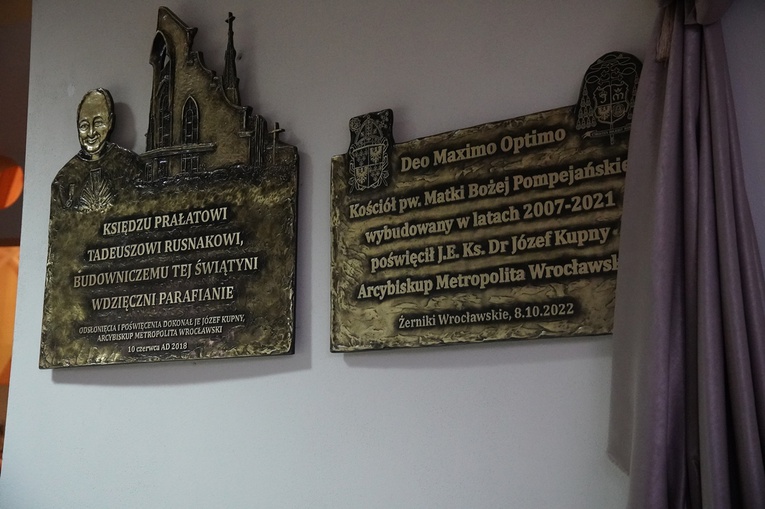 KSIĘDZU PRAŁATOWI
TADEUSZOWI RUSNAKOWI,
BUDOWNICZEMU TEJ ŚWIĄTYNI
WDZIĘCZNI PARAFIANIE
ODSŁONIĘCIA I POŚWIĘCENIA DOKONAŁ JE JÓZEF KUPNY,
ARCYBISKUP METROPOLITA WROCŁAWSKI
10 czerwca AD 2018
Deo Maximo Optimo
Kościół pw. Matki Bożej Pompejańskie
wybudowany w latach 2007-2021
poświęcił J.E. Ks. Dr Józef Kupny
Arcybiskup Metropolita Wrocławsk
Żerniki Wrocławskie, 8.10.2022